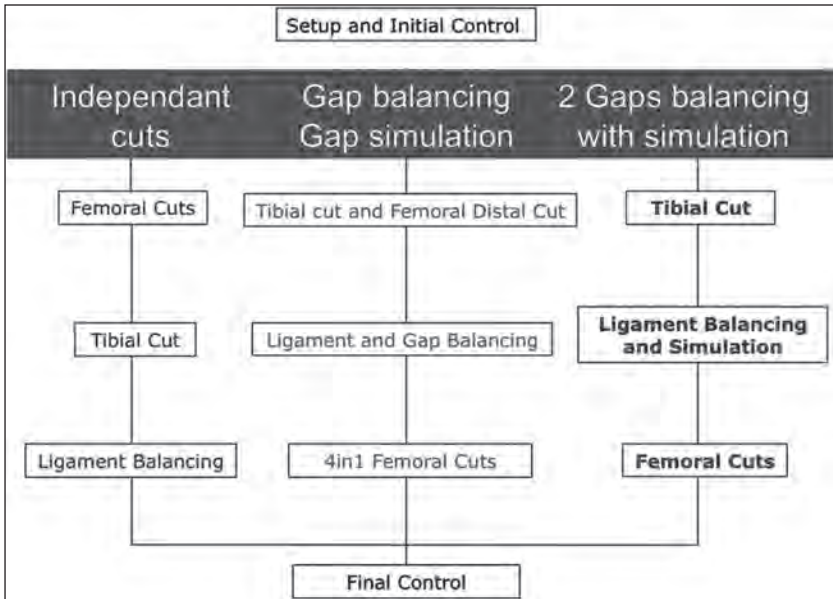 Setup and Initial Control
Independant
cuts
Gap balancing
Gap simulation
2 Gaps balancing
with simulation
Femoral Cuts
Tibial cut and Femoral Distal Cut
Tibial Cut
Tibial Cut
Ligament and Gap Balancing
Ligament Balancing
and Simulation
Ligament Balancing
4in1 Femoral Cuts
Femoral Cuts
Final Control